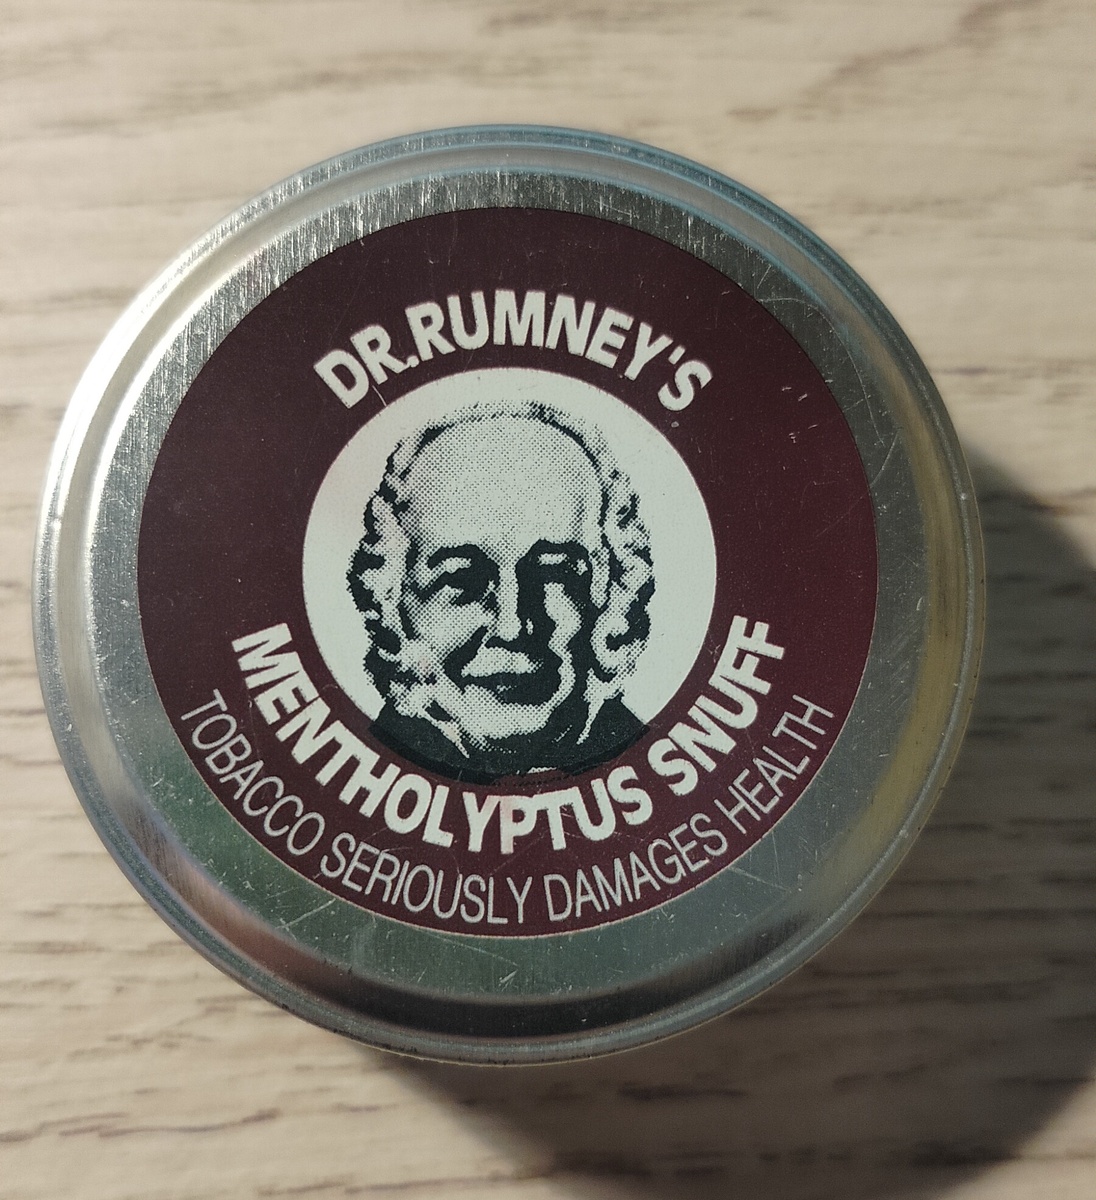 DR.RUMNEY'S
MENTHOLYPTUS SNUFF
TOBACCO SERIOUSLY DAMAGES HEALTH